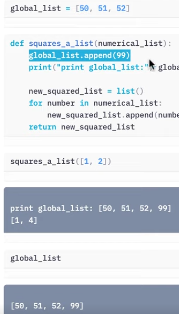 global_list = [50, 51, 52]
def squares_a_list(numerical_list):
global_list.append(99)
print("print global_list:" globa
new_squared_list = list()
for number in numerical_list:
new_squared_list.append(numbe
return new_squared_list
squares_a_list([1, 2])
print global_list: [50, 51, 52, 99]
[1, 4]
global_list
[50, 51, 52, 99]